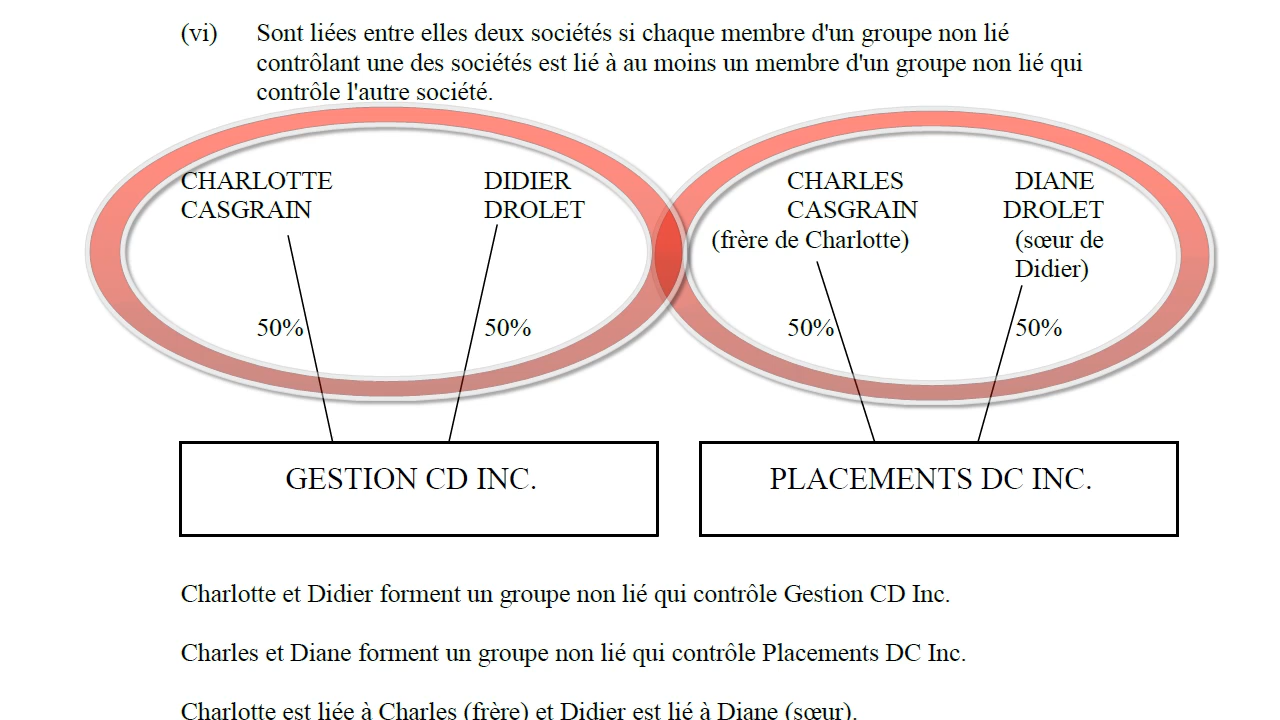 (vi) Sont liées entre elles deux sociétés si chaque membre d'un groupe non lié
contrôlant une des sociétés est lié à au moins un membre d'un groupe non lié qui
contrôle l'autre société.
CHARLOTTE DIDIER CHARLES DIANE
CASGRAIN DROLET CASGRAIN DROLET
(frère de Charlotte) (sœur de
Didier)
50% 50% 50% 50%
GESTION CD INC. PLACEMENTS DC INC.
Charlotte et Didier forment un groupe non lié qui contrôle Gestion CD Inc.
Charles et Diane forment un groupe non lié qui contrôle Placements DC Inc.
Charlotte est liée à Charles (frère) et Didier est lié à Diane (sœur).